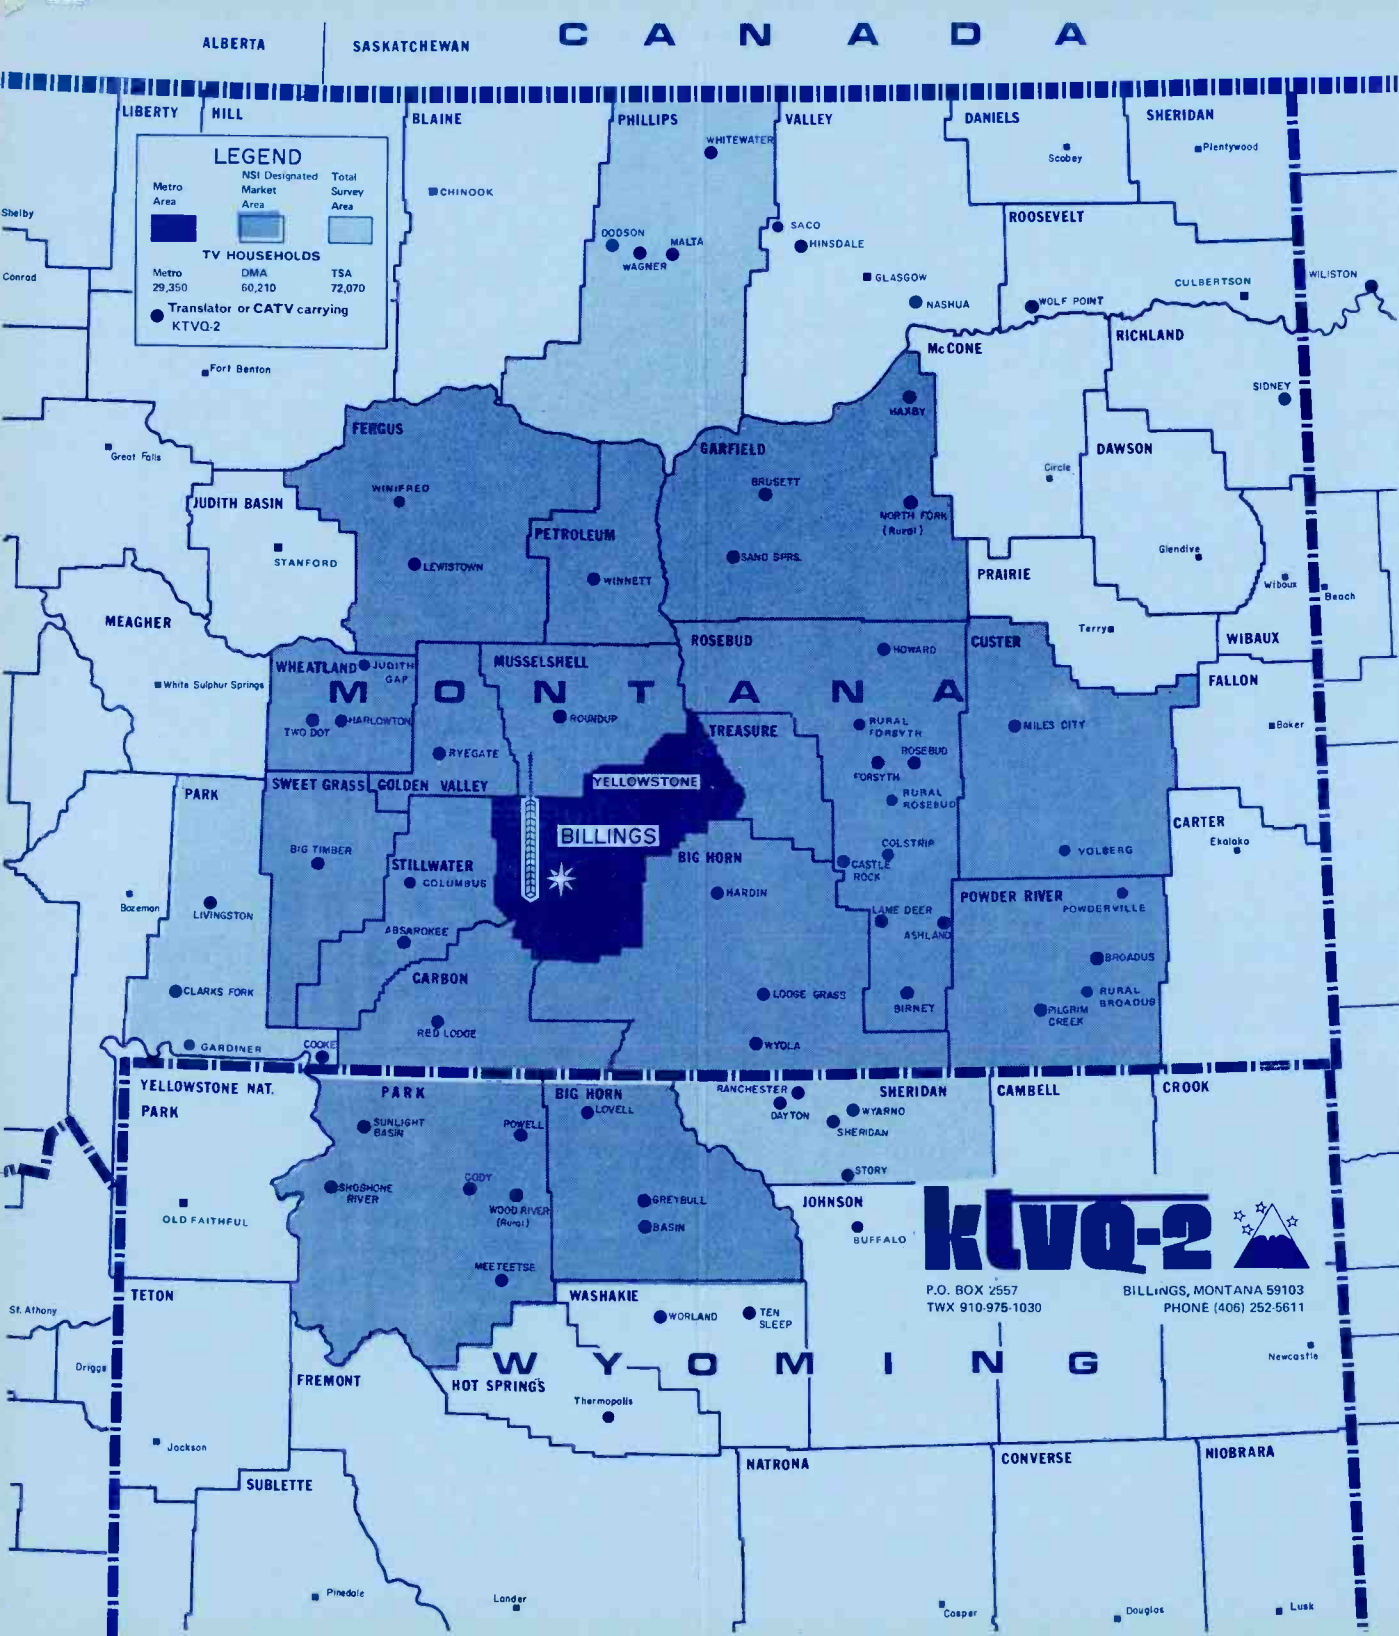 CANADA
ALBERTA
SASKATCHEWAN
LIBERTY
HILL
BLAINE
PHILLIPS
VALLEY
DANIELS
SHERIDAN
WHITEWATER
Scobey
Plentywood
LEGEND
Metro
Area
NSI Designated
Market
Area
Total
Survey
Area
TV HOUSEHOLDS
Metro
29,350
DMA
60,210
TSA
72,070
Translator or CATV carrying
KTVQ-2
CHINOOK
Shelby
Conrad
ROOSEVELT
SACO
HINSDALE
DODSON
WAGNER
MALTA
GLASGOW
NASHUA
WOLF POINT
CULBERTSON
WILISTON
RICHLAND
McCONE
Fort Benton
SIDNEY
HAXBY
FERGUS
GARFIELD
DAWSON
Great Falls
Circle
WINIFRED
BRUSETT
JUDITH BASIN
NORTH FORK
(Rural)
PETROLEUM
STANFORD
LEWISTOWN
WINNETT
SAND SPRS.
Glendive
PRAIRIE
Wibaux
Beach
MEAGHER
Terry
WIBAUX
ROSEBUD
HOWARD
CUSTER
WHEATLAND
JUDITH
GAP
MUSSELSHELL
White Sulphur Springs
MONTANA
FALLON
TWO DOT
HARLOWTON
ROUNDUP
TREASURE
RURAL
FORSYTH
MILES CITY
Baker
RYEGATE
ROSEBUD
FORSYTH
YELLOWSTONE
SWEET GRASS
GOLDEN VALLEY
PARK
RURAL
ROSEBUD
CARTER
BILLINGS
Ekalaka
BIG TIMBER
STILLWATER
COLUMBUS
BIG HORN
COLSTRIP
CASTLE
ROCK
VOLBERG
HARDIN
POWDER RIVER
POWDERVILLE
Bozeman
LIVINGSTON
LAME DEER
ASHLAND
ABSAROKEE
BROADUS
CARBON
CLARKS FORK
LODGE GRASS
BIRNEY
RURAL
BROADUS
PILGRIM
CREEK
RED LODGE
GARDINER
COOKE
WYOLA
YELLOWSTONE NAT.
PARK
PARK
BIG HORN
LOVELL
RANCHESTER
DAYTON
SHERIDAN
WYARNO
SHERIDAN
CAMBELL
CROOK
SUNLIGHT
BASIN
POWELL
STORY
SHOSHONE
RIVER
CODY
WOOD RIVER
(Rural)
GREYBULL
BASIN
JOHNSON
BUFFALO
OLD FAITHFUL
ktvq-2
P.O. BOX 2557
TWX 910-975-1030
BILLINGS, MONTANA 59103
PHONE (406) 252-5611
MEETEETSE
TETON
WASHAKIE
WORLAND
TEN
SLEEP
St. Athony
Driggs
WYOMING
Newcastle
FREMONT
HOT SPRINGS
Thermopolis
Jackson
NATRONA
CONVERSE
NIOBRARA
SUBLETTE
Pinedale
Lander
Casper
Douglas
Lusk